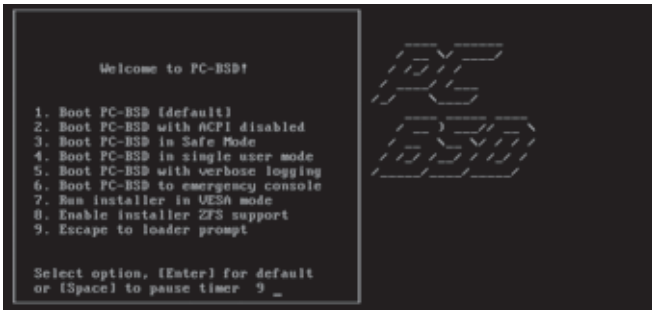 Welcome to PC-BSD!
1. Boot PC-BSD [default]
2. Boot PC-BSD with ACPI disabled
3. Boot PC-BSD in Safe Mode
4. Boot PC-BSD in single user mode
5. Boot PC-BSD with verbose logging
6. Boot PC-BSD to emergency console
7. Run installer in VESA mode
8. Enable installer ZFS support
9. Escape to loader prompt
Select option, [Enter] for default
or [Space] to pause timer 9 _
PC
BSD